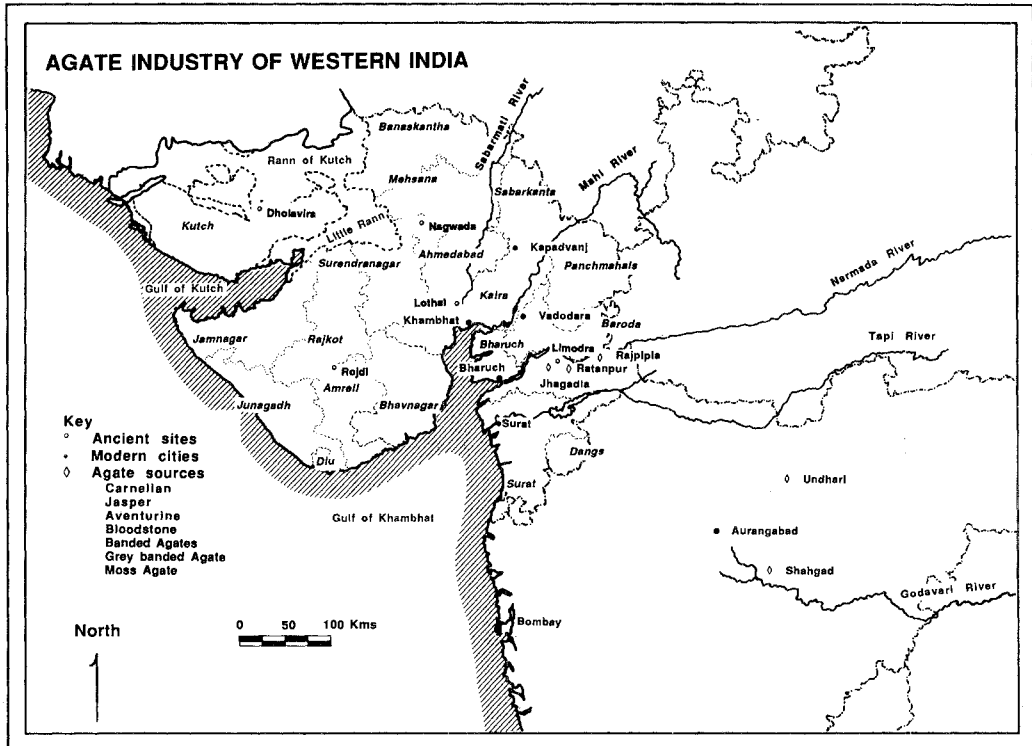 AGATE INDUSTRY OF WESTERN INDIA
Banaskantha
Sabarmati River
Rann of Kutch
Mahi River
Mehsana
Sabarkanta
Dholavira
Kutch
Little Rann
Nagwada
Surendranagar
Ahmedabad
Kapadvanj
Panchmahals
Narmada River
Gulf of Kutch
Lothal
Kaira
Khambhat
Vadodara
Baroda
Jamnagar
Rajkot
Bharuch
Limodra
Rajpipla
Tapi River
Bharuch
Ratanpur
Rojdi
Jhagadia
Amreli
Junagadh
Bhavnagar
Surat
Dangs
Diu
Surat
Undhari
Key
Ancient sites
Modern cities
Agate sources
Carnelian
Jasper
Aventurine
Bloodstone
Banded Agates
Grey banded Agate
Moss Agate
Gulf of Khambhat
Aurangabad
Shahgad
Godavari River
North
0 50 100 Kms
Bombay